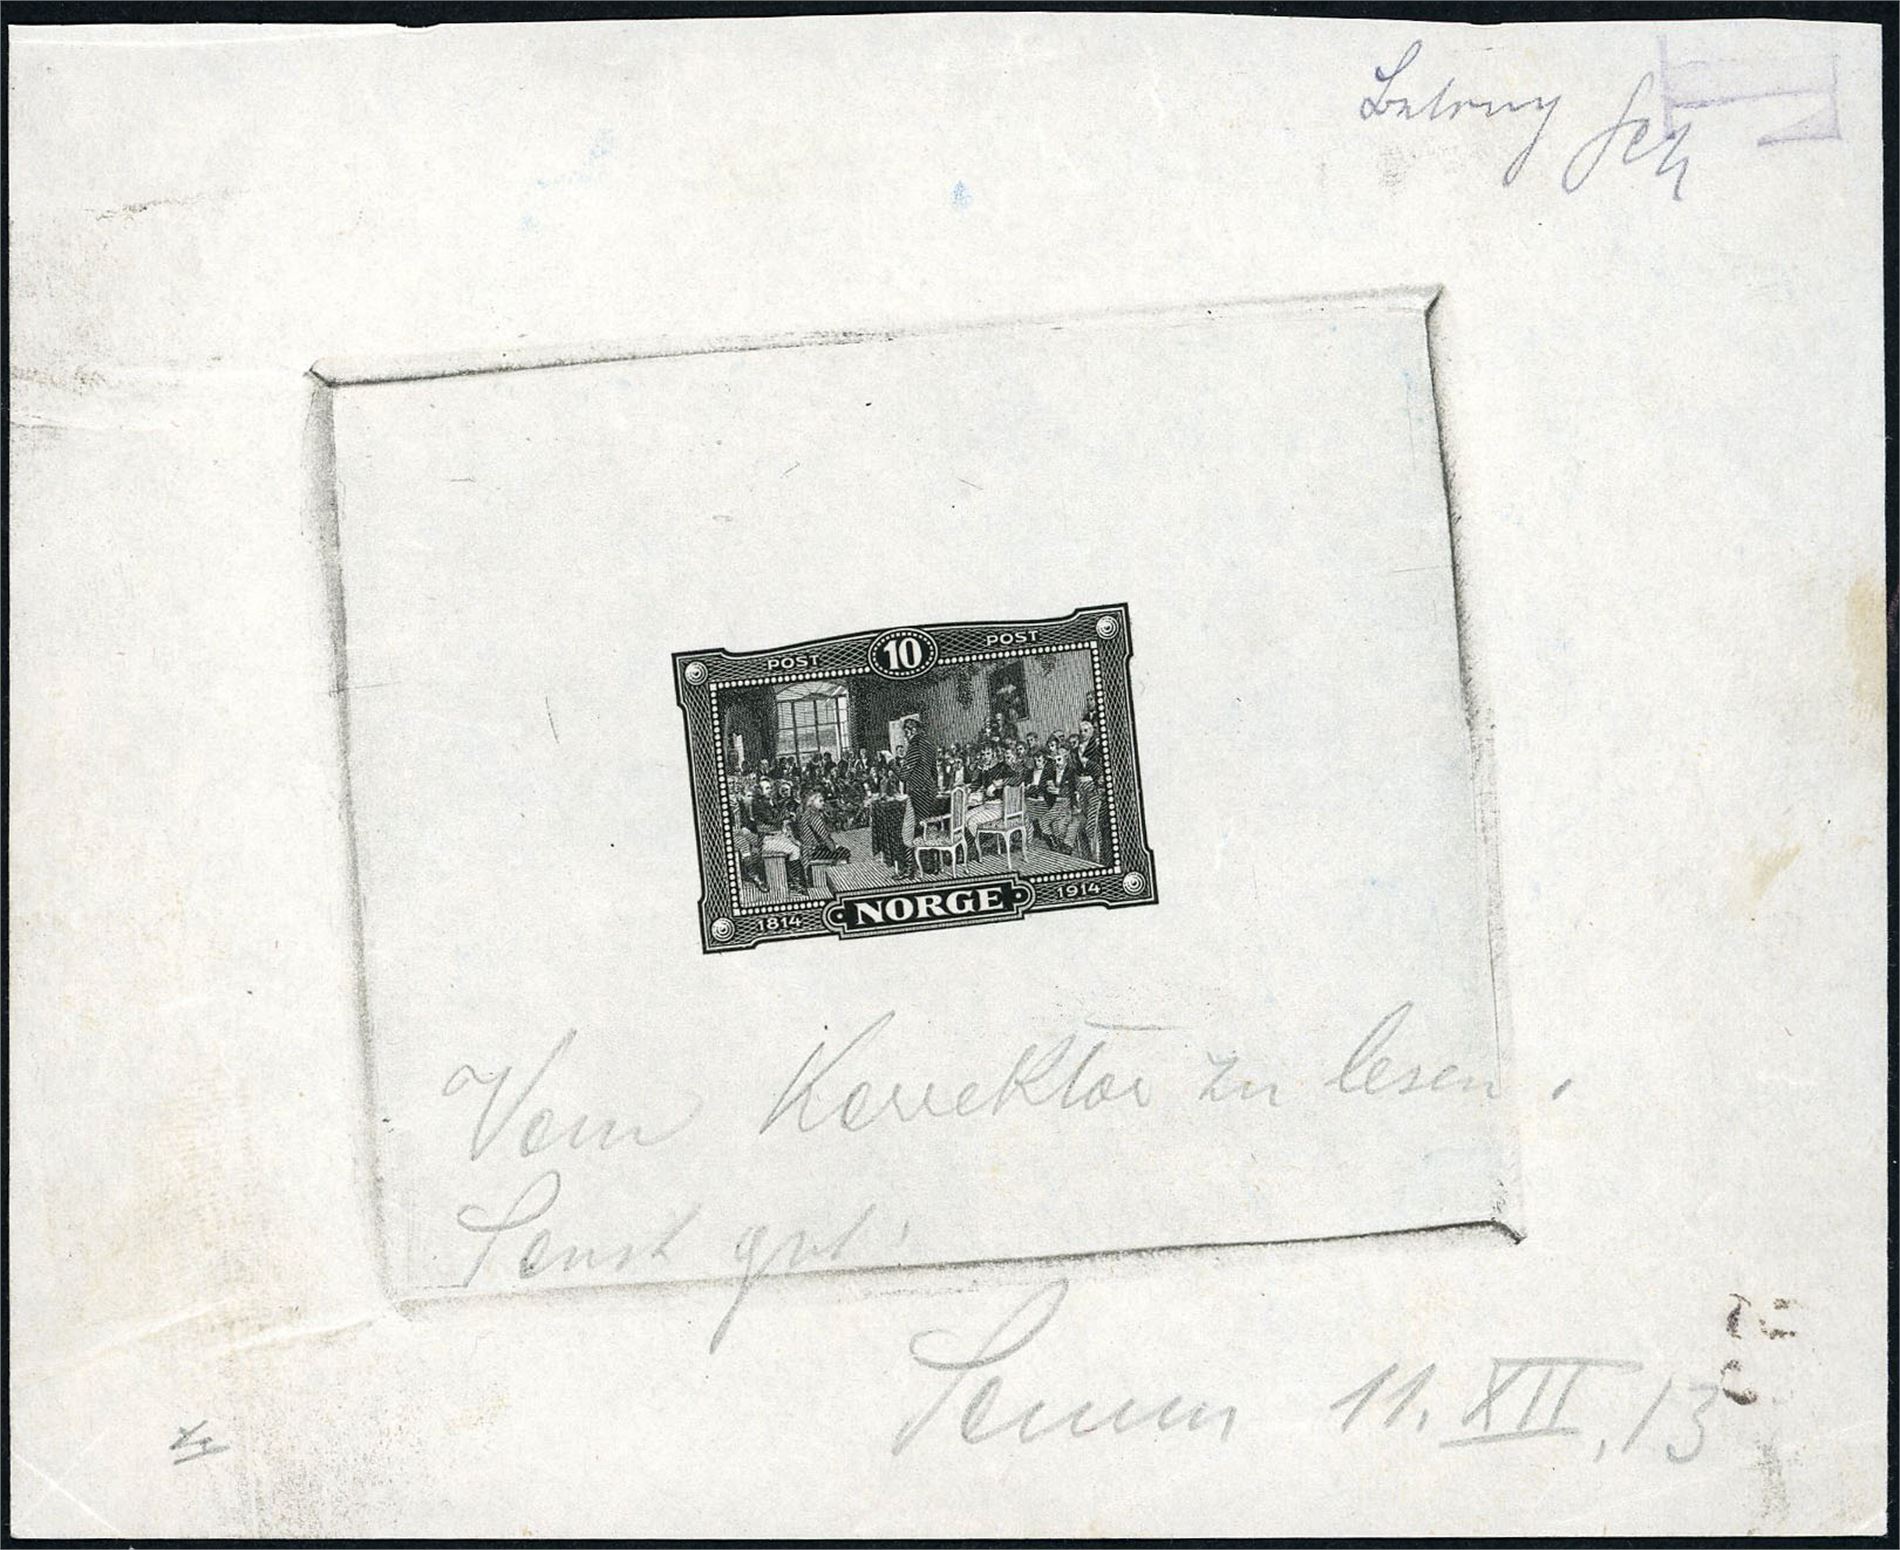 POST 10 POST
1814 NORGE 1914
Vom Korrektor zu lesen.
Sonst gut!
11. XII. 13